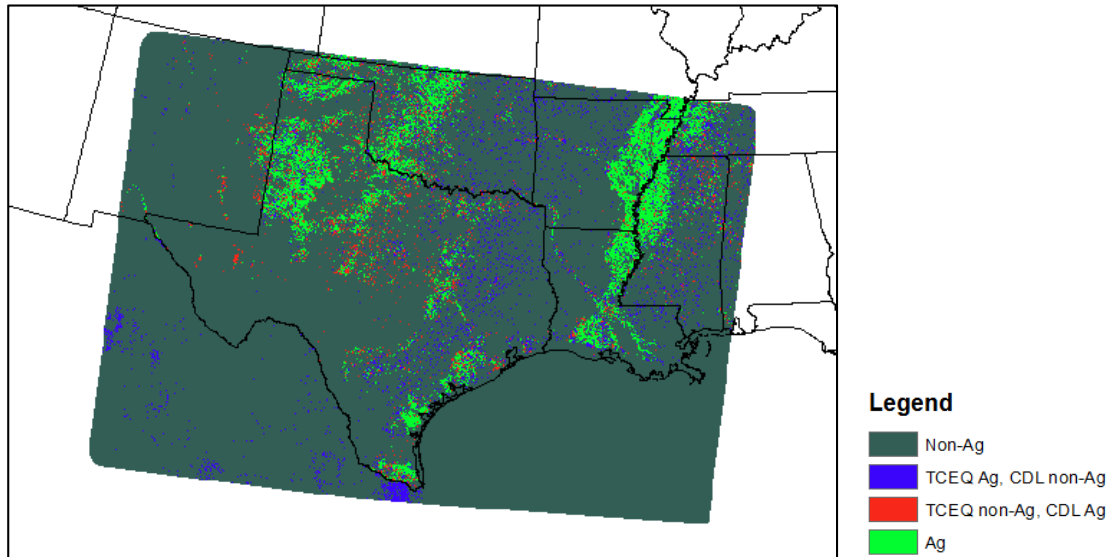 Legend
Non-Ag
TCEQ Ag, CDL non-Ag
TCEQ non-Ag, CDL Ag
Ag